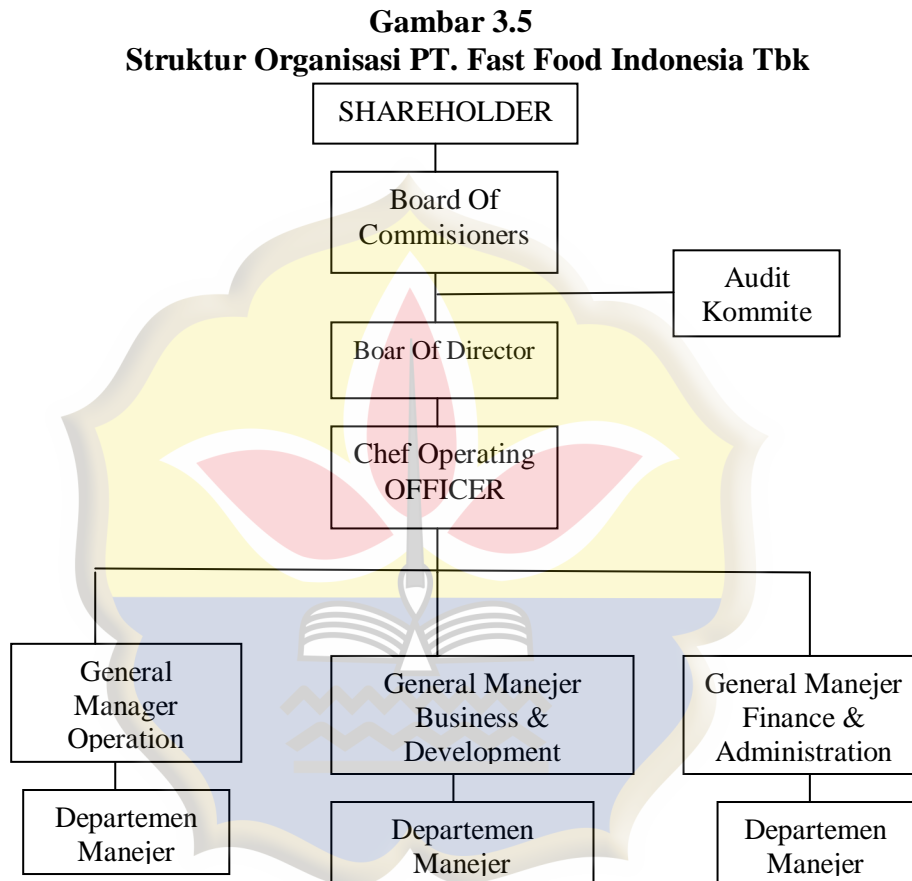 Gambar 3.5
Struktur Organisasi PT. Fast Food Indonesia Tbk
SHAREHOLDER
Board Of
Commisioners
Audit
Kommite
Boar Of Director
Chef Operating
OFFICER
General
Manager
Operation
General Manejer
Business &
Development
General Manejer
Finance &
Administration
Departemen
Manejer
Departemen
Manejer
Departemen
Manejer